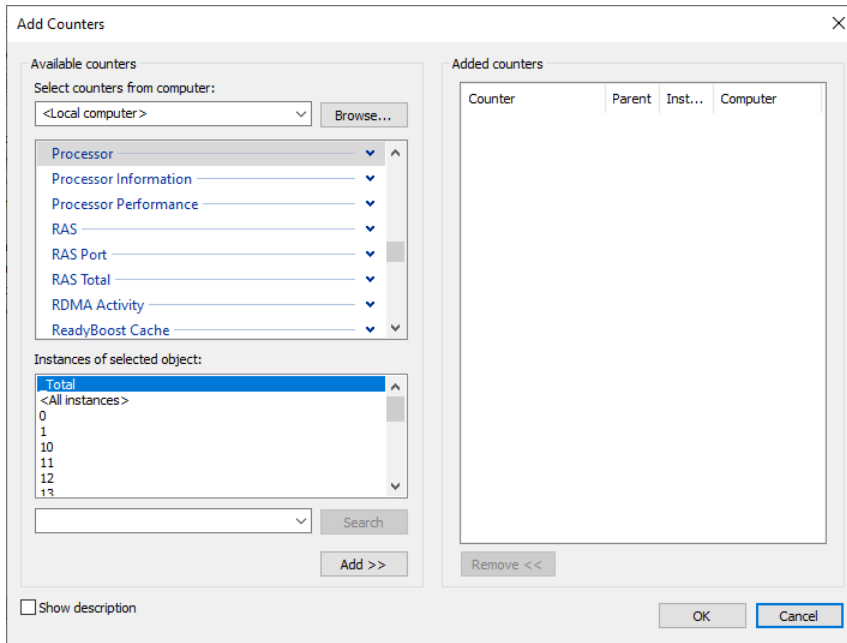 Add Counters
Available counters
Select counters from computer:
<Local computer>
Browse...
Processor
Processor Information
Processor Performance
RAS
RAS Port
RAS Total
RDMA Activity
ReadyBoost Cache
Instances of selected object:
_Total
<All instances>
0
1
10
11
12
13
Search
Add >>
Show description
Added counters
Counter Parent Inst... Computer
Remove <<
OK Cancel